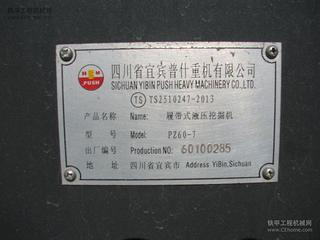 铁甲工程机械网
www.CEhome.com
PUSH
四川省宜宾普什重机有限公司
SICHUAN YIBIN PUSH HEAVY MACHINERY CO.,LTD.
TS TS2510247-2013
产品名称: Name: 履带式液压挖掘机
型号 Model: PZ60-7
出厂编号 Production NO: 60100285
地址 四川省宜宾市 Address YiBin,Sichuan
铁甲工程机械网
www.CEhome.com